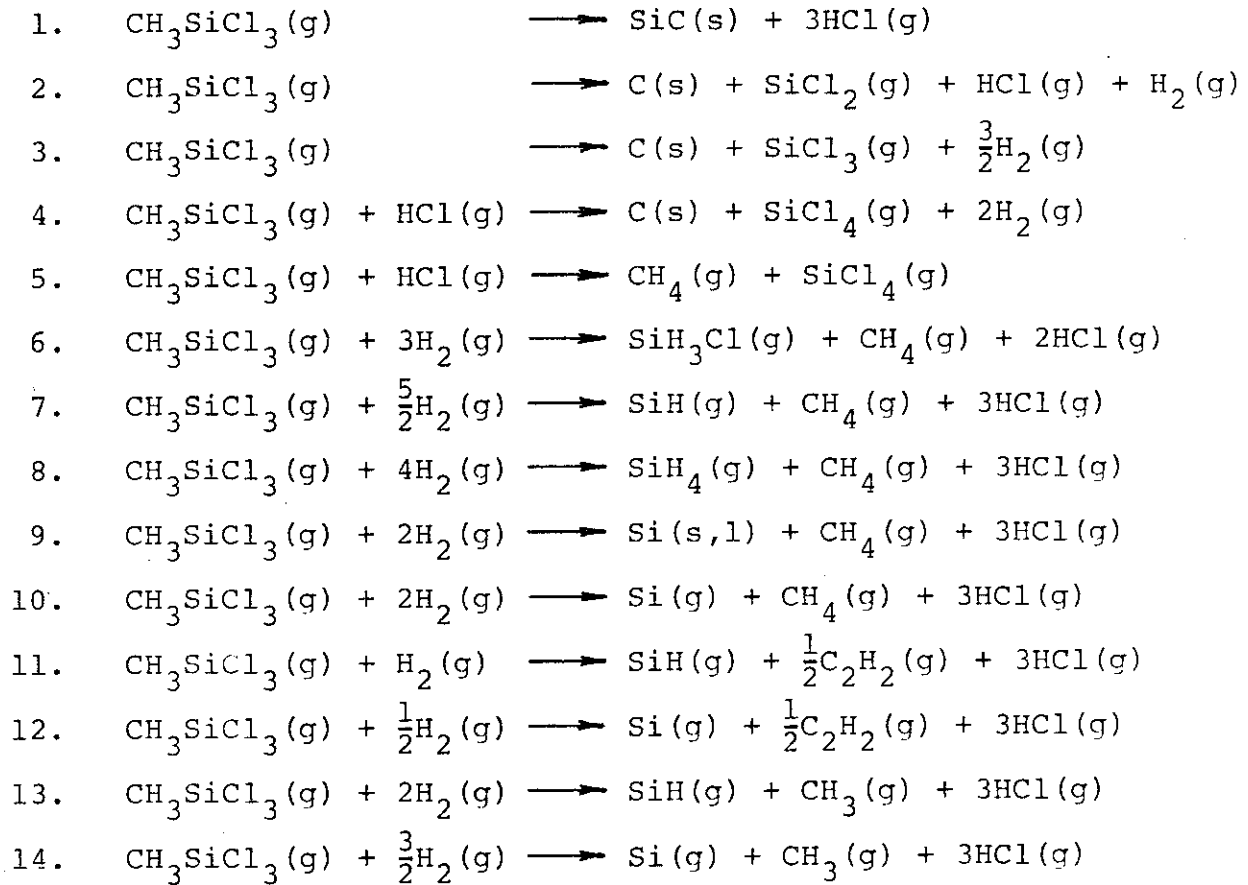 1. CH₃SiCl₃(g) ⟶ SiC(s) + 3HCl(g)
2. CH₃SiCl₃(g) ⟶ C(s) + SiCl₂(g) + HCl(g) + H₂(g)
3. CH₃SiCl₃(g) ⟶ C(s) + SiCl₃(g) + 3/2H₂(g)
4. CH₃SiCl₃(g) + HCl(g) ⟶ C(s) + SiCl₄(g) + 2H₂(g)
5. CH₃SiCl₃(g) + HCl(g) ⟶ CH₄(g) + SiCl₄(g)
6. CH₃SiCl₃(g) + 3H₂(g) ⟶ SiH₃Cl(g) + CH₄(g) + 2HCl(g)
7. CH₃SiCl₃(g) + 5/2H₂(g) ⟶ SiH(g) + CH₄(g) + 3HCl(g)
8. CH₃SiCl₃(g) + 4H₂(g) ⟶ SiH₄(g) + CH₄(g) + 3HCl(g)
9. CH₃SiCl₃(g) + 2H₂(g) ⟶ Si(s,l) + CH₄(g) + 3HCl(g)
10. CH₃SiCl₃(g) + 2H₂(g) ⟶ Si(g) + CH₄(g) + 3HCl(g)
11. CH₃SiCl₃(g) + H₂(g) ⟶ SiH(g) + 1/2C₂H₂(g) + 3HCl(g)
12. CH₃SiCl₃(g) + 1/2H₂(g) ⟶ Si(g) + 1/2C₂H₂(g) + 3HCl(g)
13. CH₃SiCl₃(g) + 2H₂(g) ⟶ SiH(g) + CH₃(g) + 3HCl(g)
14. CH₃SiCl₃(g) + 3/2H₂(g) ⟶ Si(g) + CH₃(g) + 3HCl(g)